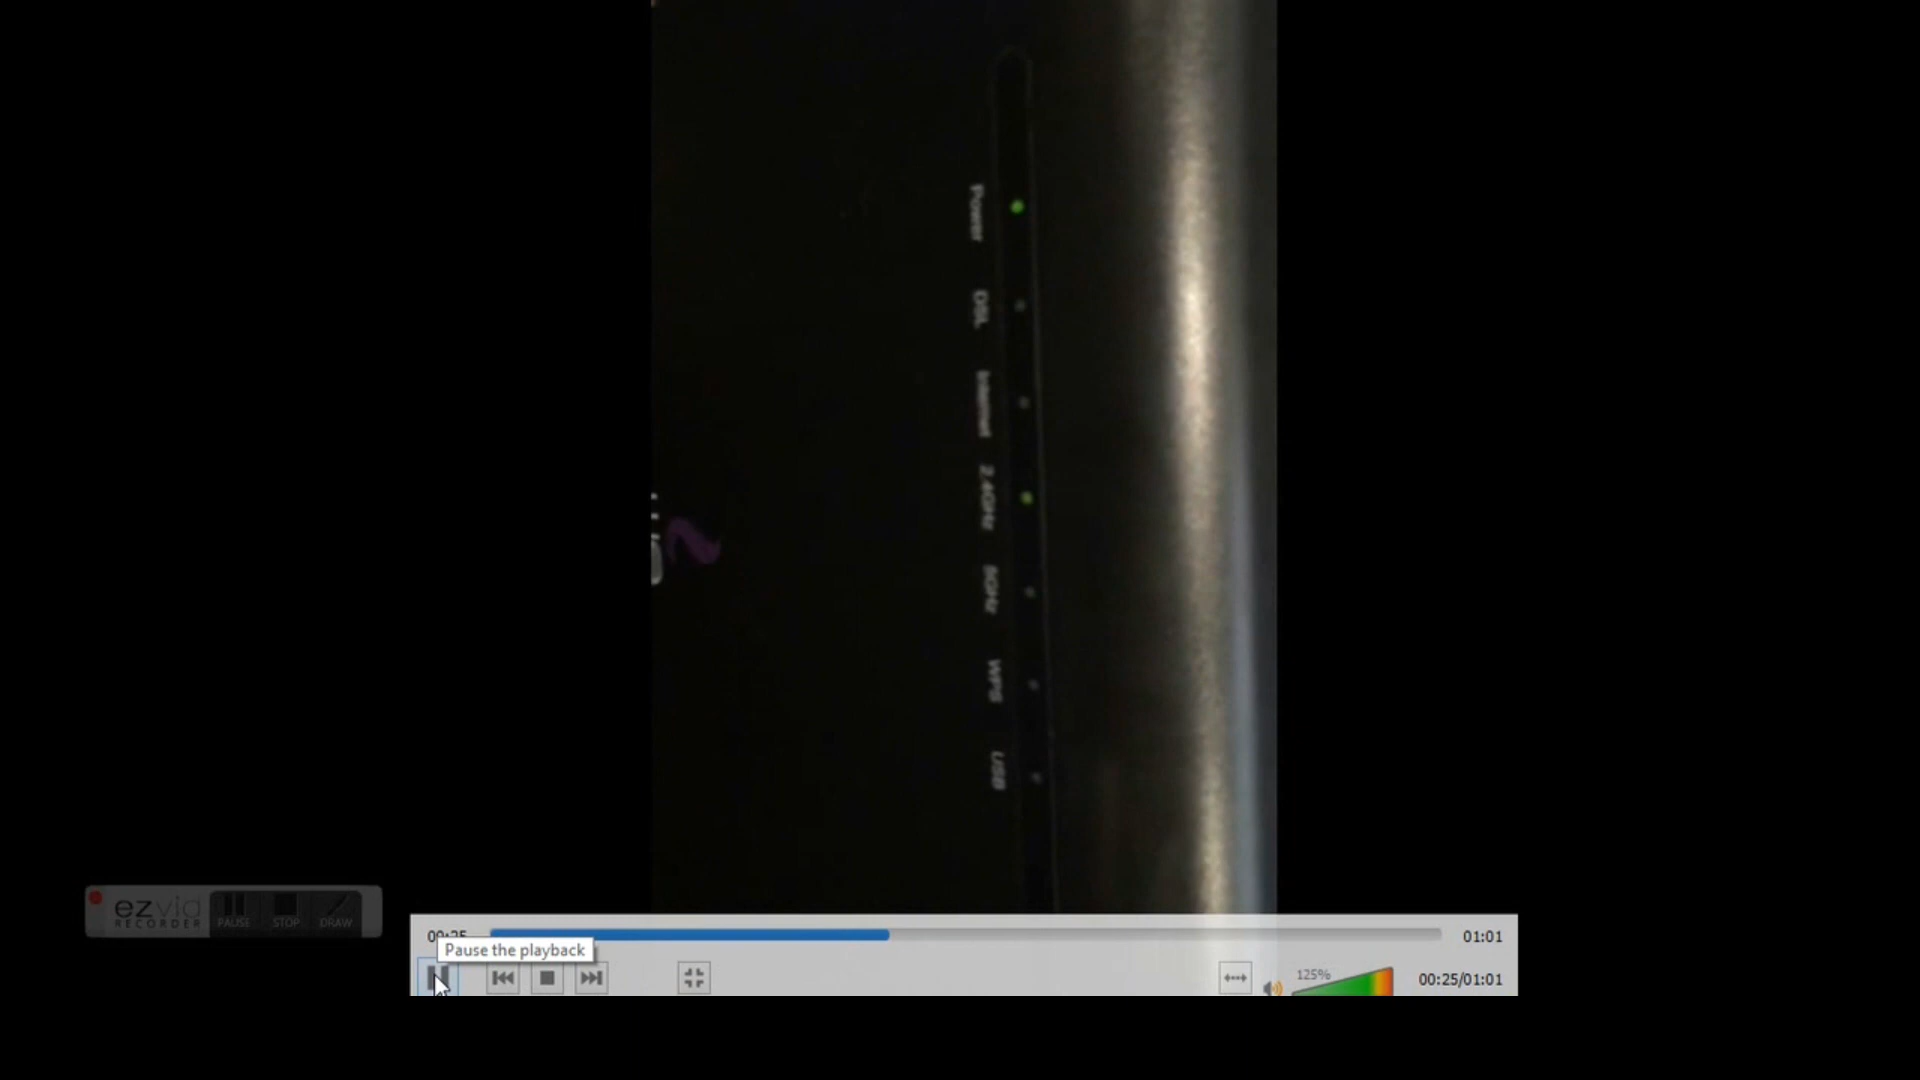 Power
DSL
Internet
2.4GHz
5GHz
WPS
USB
ezvid
RECORDER
PAUSE
STOP
DRAW
00:25
01:01
Pause the playback
125%
00:25/01:01